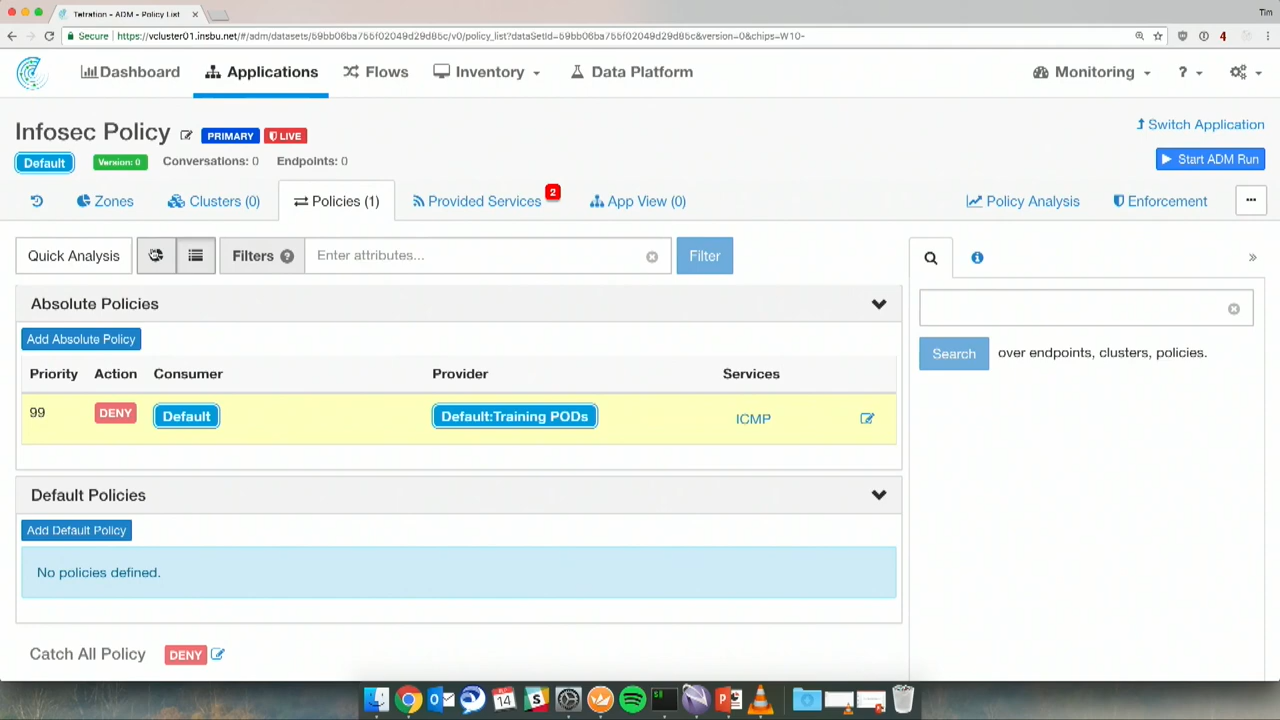 Tetration - ADM - Policy List
Tim
Secure https://vcluster01.insbu.net/#/adm/datasets/59bb06ba755f02049d29d85c/v0/policy_list?dataSetId=59bb06ba755f02049d29d85c&version=0&chips=W10-
4
Dashboard Applications Flows Inventory Data Platform Monitoring ?
Infosec Policy PRIMARY LIVE
Switch Application
Default Version: 0 Conversations: 0 Endpoints: 0
Start ADM Run
Zones Clusters (0) Policies (1) Provided Services 2 App View (0) Policy Analysis Enforcement ...
Quick Analysis Filters ? Enter attributes... Filter
Absolute Policies
Add Absolute Policy
Search over endpoints, clusters, policies.
Priority Action Consumer Provider Services
99 DENY Default Default:Training PODs ICMP
Default Policies
Add Default Policy
No policies defined.
Catch All Policy DENY
14